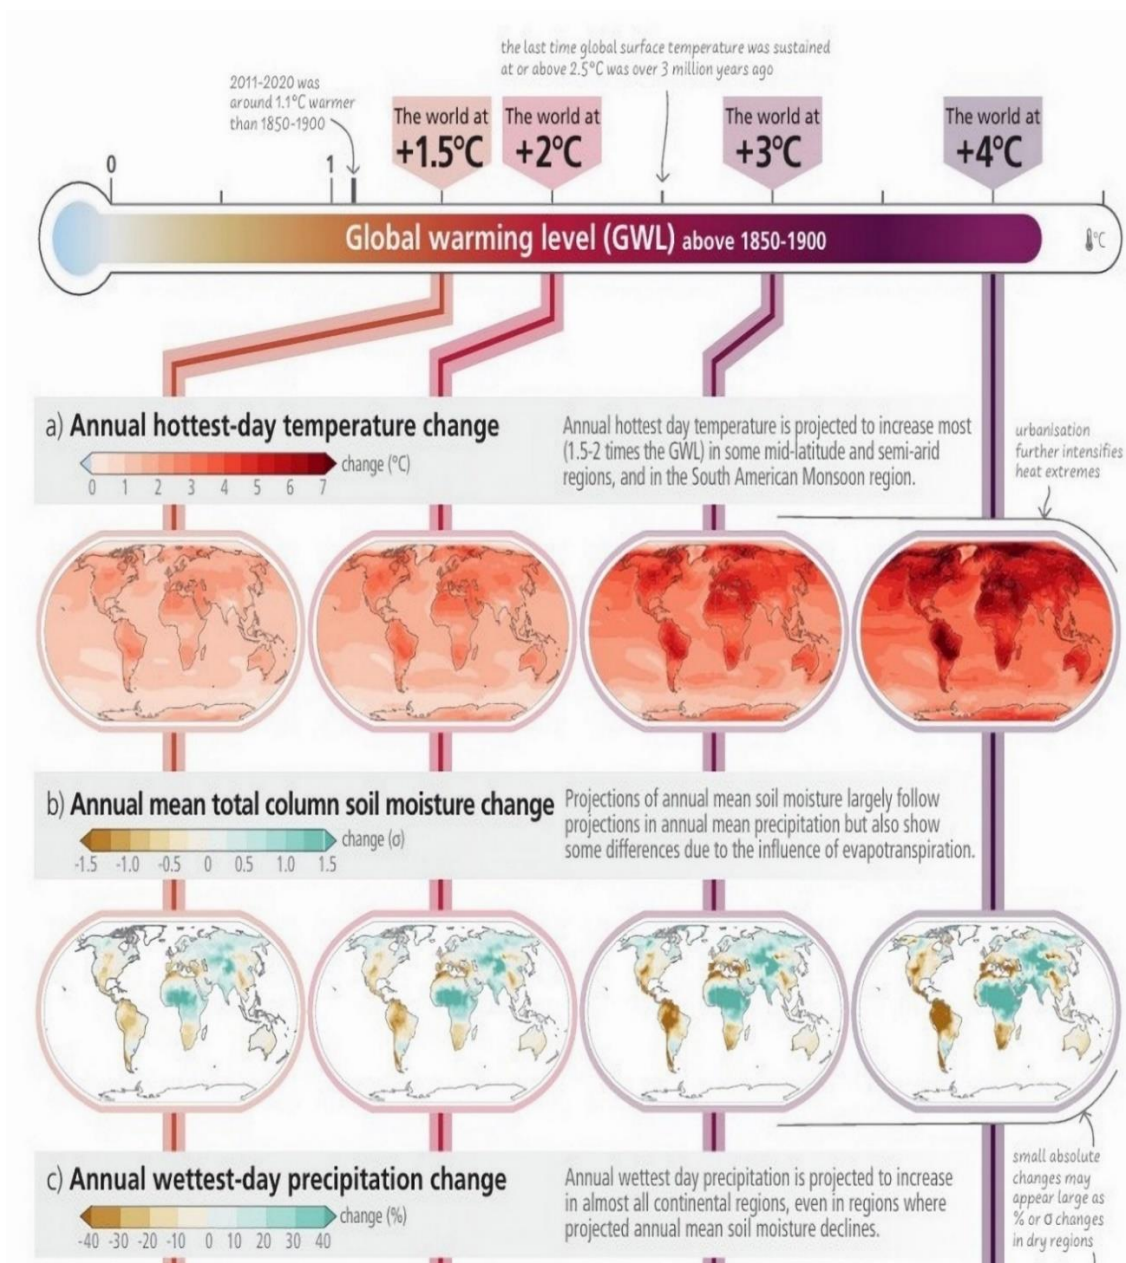 the last time global surface temperature was sustained
at or above 2.5°C was over 3 million years ago
2011-2020 was
around 1.1°C warmer
than 1850-1900
The world at
+1.5°C
The world at
+2°C
The world at
+3°C
The world at
+4°C
0
1
Global warming level (GWL) above 1850-1900
°C
a) Annual hottest-day temperature change
change (°C)
0 1 2 3 4 5 6 7
Annual hottest day temperature is projected to increase most
(1.5-2 times the GWL) in some mid-latitude and semi-arid
regions, and in the South American Monsoon region.
urbanisation
further intensifies
heat extremes
b) Annual mean total column soil moisture change
change (σ)
-1.5 -1.0 -0.5 0 0.5 1.0 1.5
Projections of annual mean soil moisture largely follow
projections in annual mean precipitation but also show
some differences due to the influence of evapotranspiration.
c) Annual wettest-day precipitation change
change (%)
-40 -30 -20 -10 0 10 20 30 40
Annual wettest day precipitation is projected to increase
in almost all continental regions, even in regions where
projected annual mean soil moisture declines.
small absolute
changes may
appear large as
% or σ changes
in dry regions